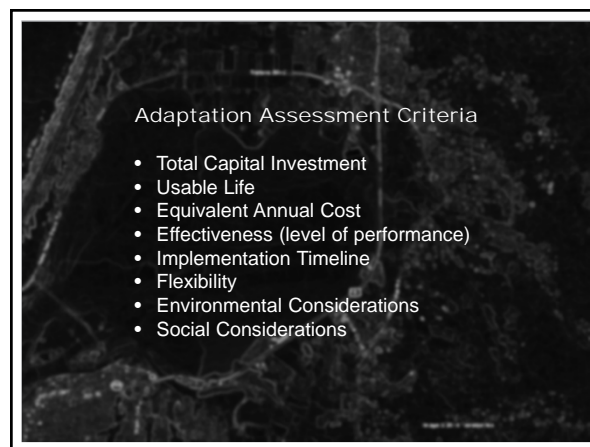 Adaptation Assessment Criteria
• Total Capital Investment
• Usable Life
• Equivalent Annual Cost
• Effectiveness (level of performance)
• Implementation Timeline
• Flexibility
• Environmental Considerations
• Social Considerations